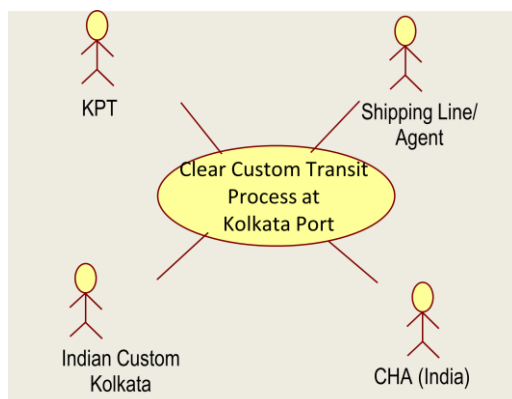 KPT
Shipping Line/
Agent
Clear Custom Transit
Process at
Kolkata Port
Indian Custom
Kolkata
CHA (India)